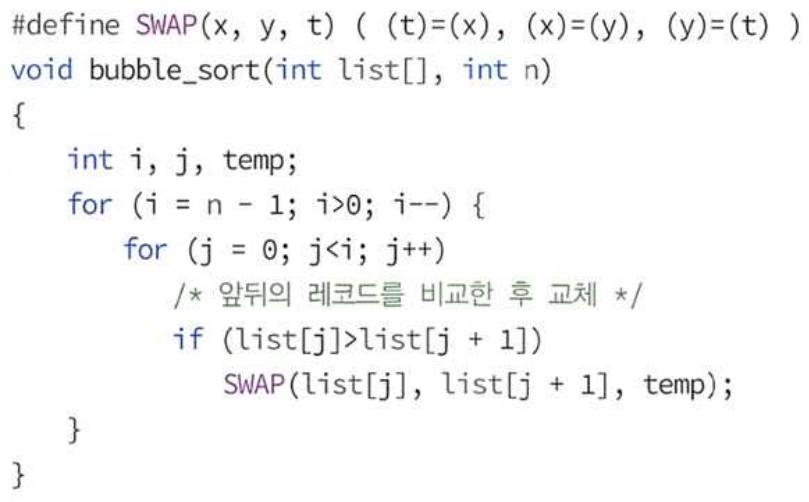 #define SWAP(x, y, t) ( (t)=(x), (x)=(y), (y)=(t) )
void bubble_sort(int list[], int n)
{
    int i, j, temp;
    for (i = n - 1; i>0; i--) {
        for (j = 0; j<i; j++)
            /* 앞뒤의 레코드를 비교한 후 교체 */
            if (list[j]>list[j + 1])
                SWAP(list[j], list[j + 1], temp);
    }
}